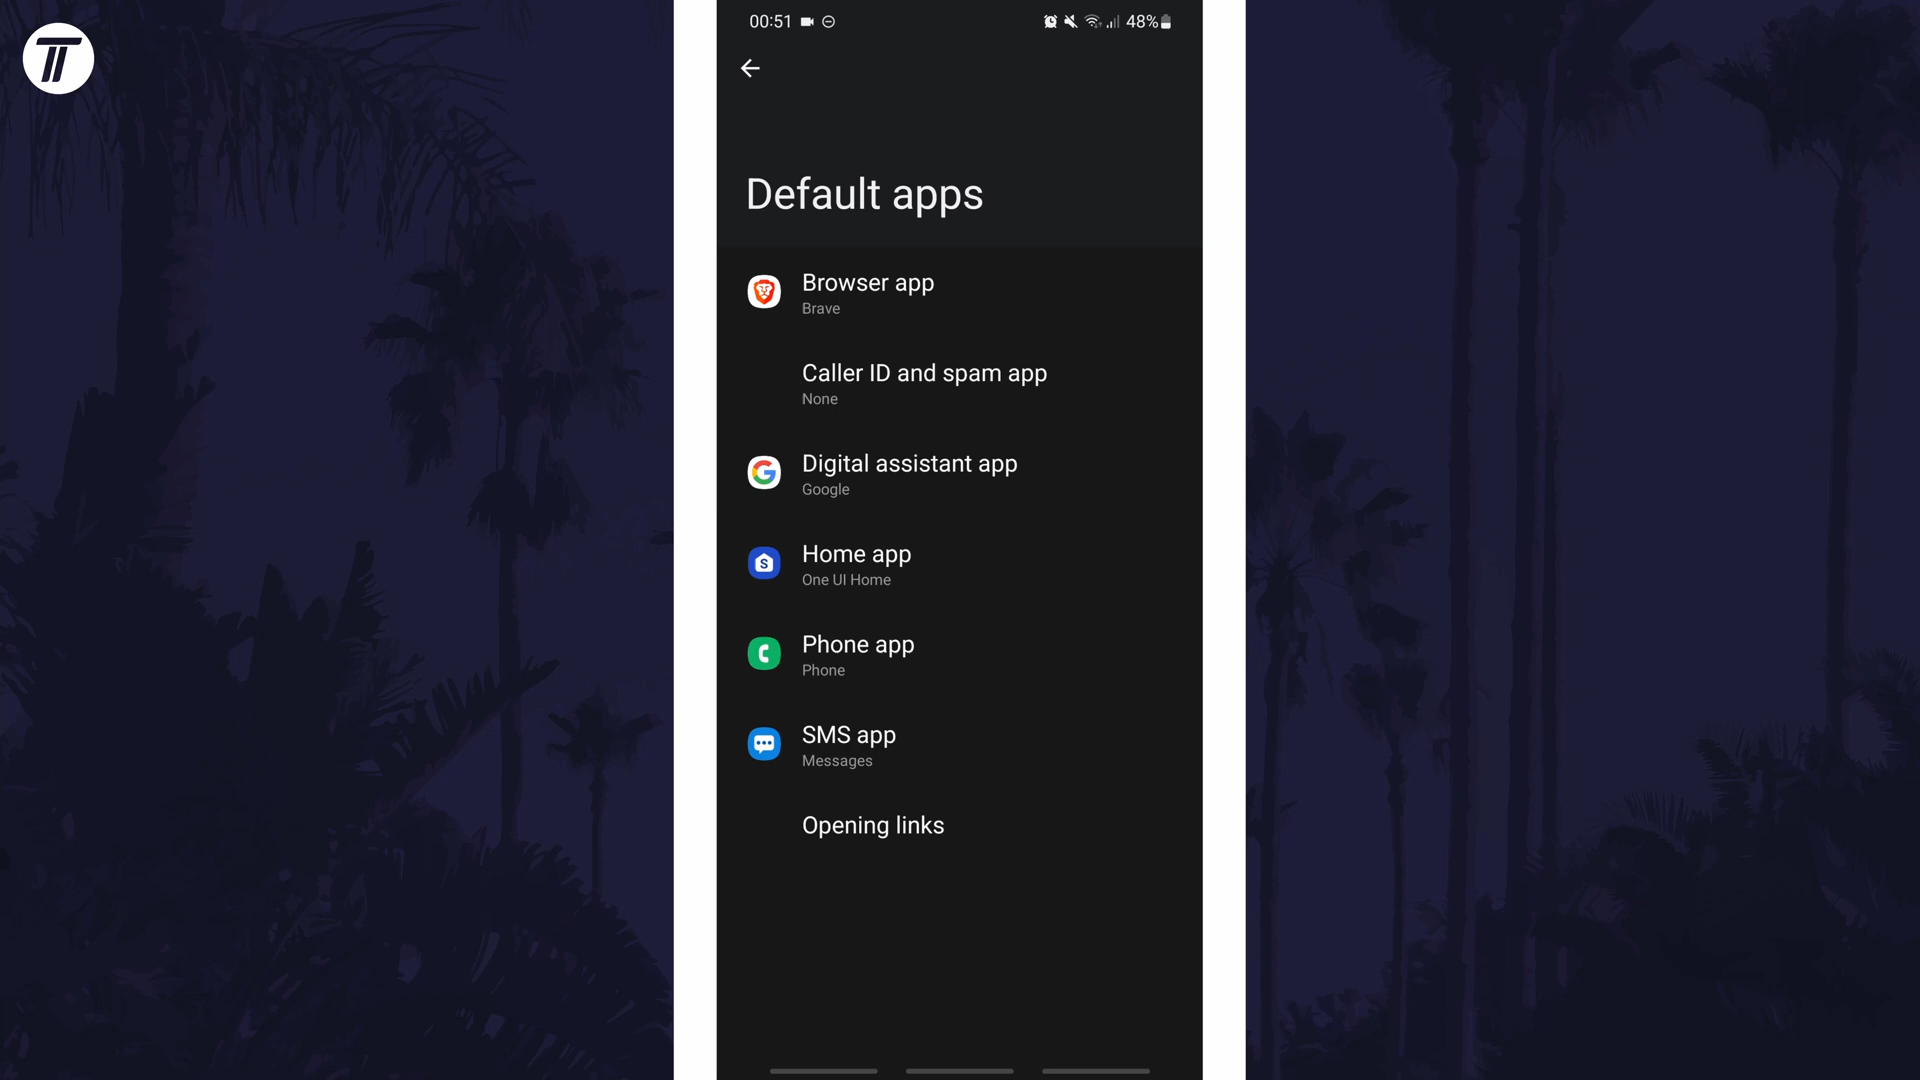 00:51 48%
Default apps
Browser app
Brave
Caller ID and spam app
None
Digital assistant app
Google
Home app
One UI Home
Phone app
Phone
SMS app
Messages
Opening links